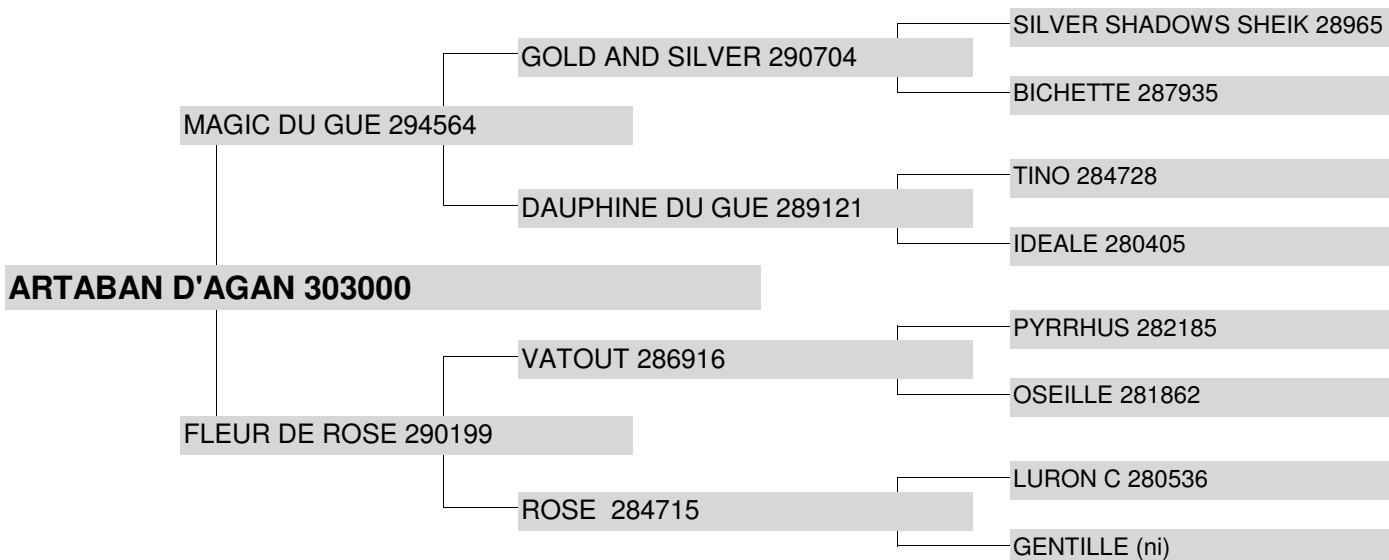 SILVER SHADOWS SHEIK 28965
GOLD AND SILVER 290704
BICHETTE 287935
MAGIC DU GUE 294564
TINO 284728
DAUPHINE DU GUE 289121
IDEALE 280405
ARTABAN D'AGAN 303000
PYRRHUS 282185
VATOUT 286916
OSEILLE 281862
FLEUR DE ROSE 290199
LURON C 280536
ROSE 284715
GENTILLE (ni)